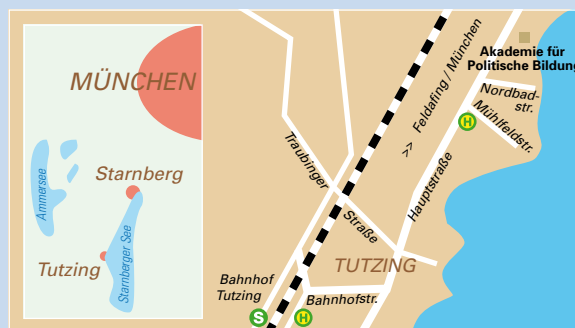 MÜNCHEN
Ammersee
Starnberg
Tutzing
Starnberger See
Akademie für
Politische Bildung
>> Feldafing / München
Nordbad-
str.
Mühlfeldstr.
H
Traubinger
Straße
Hauptstraße
TUTZING
Bahnhof
Tutzing
Bahnhofstr.
S
H